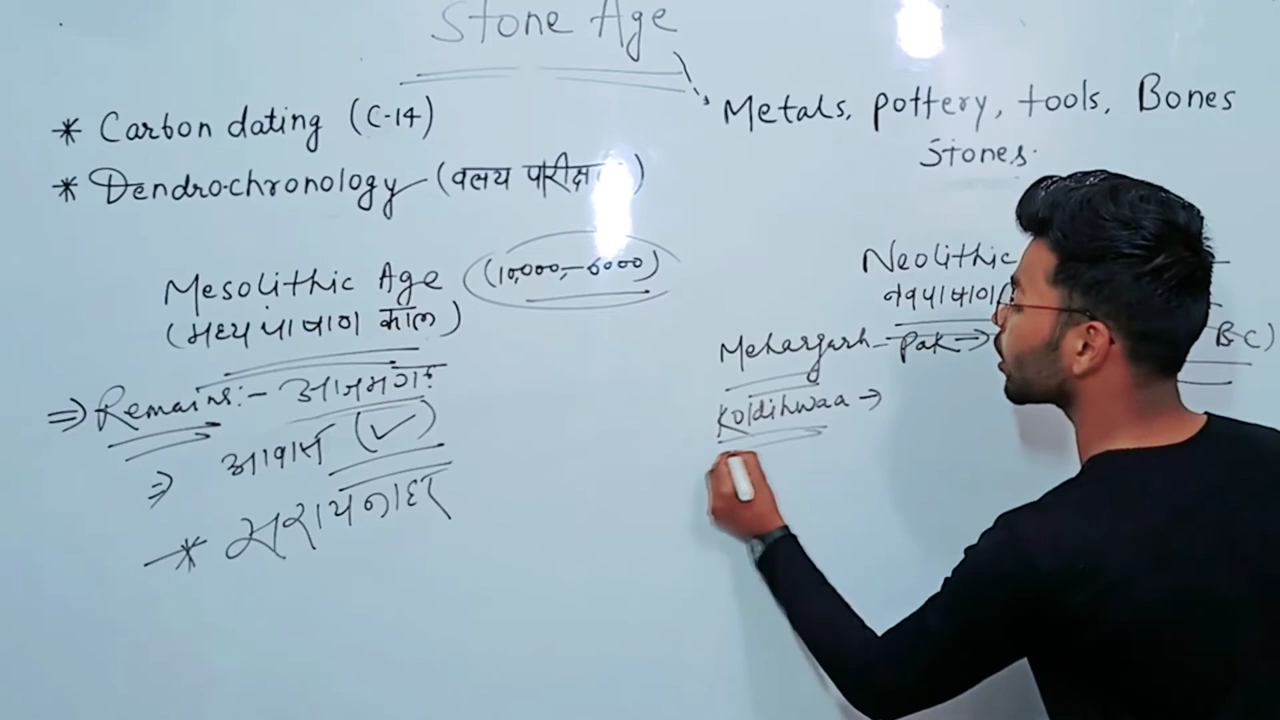 Stone Age
* Carbon dating (C-14)
* Dendrochronology (वलय परीक्ष )
Metals, pottery, tools, Bones
Stones.
Mesolithic Age (10,000,-6000)
(मध्य पाषाण काल)
⇒ Remains:- आजमगढ़
⇒ आवास (✓)
* सरायनाहर
Neolithic
नवपाषाण
BC)
Mehargarh - Pak →
Koldihwaa →